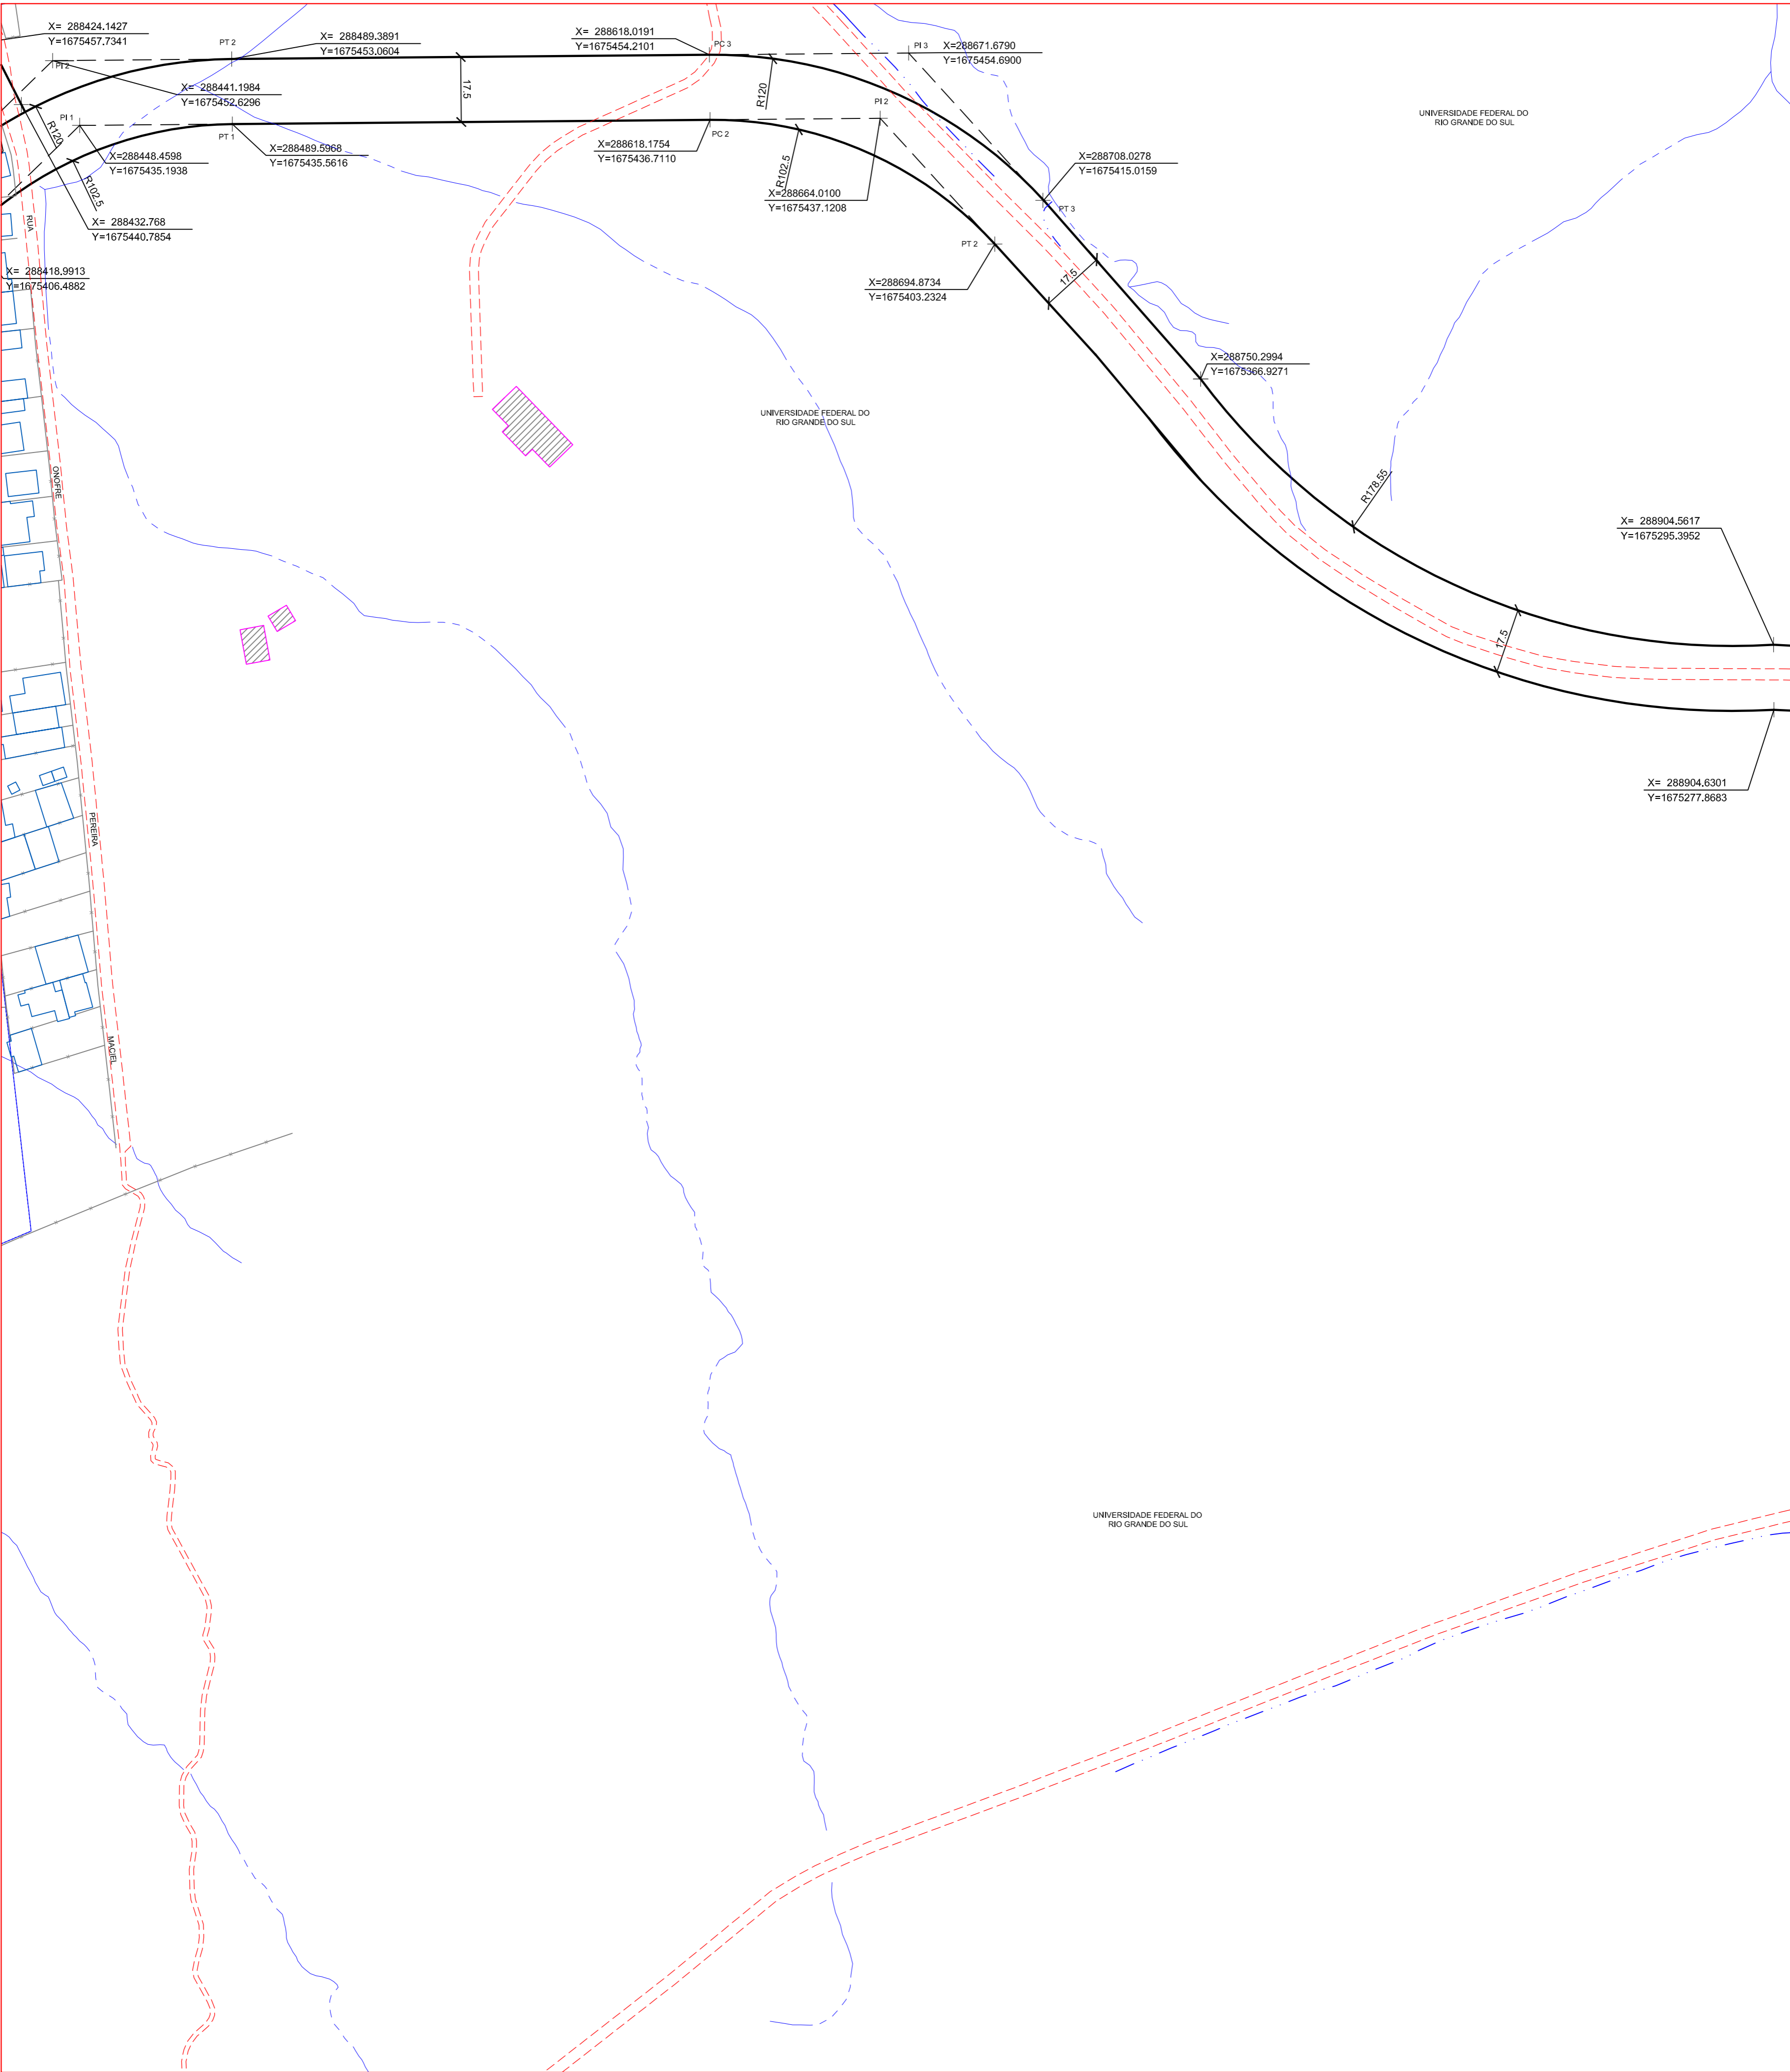 X= 288424.1427
Y=1675457.7341
PI 2
PT 2
X= 288489.3891
Y=1675453.0604
X= 288618.0191
Y=1675454.2101
PC 3
PI 3
X=288671.6790
Y=1675454.6900
X= 288441.1984
Y=1675452.6296
17.5
R120
PI 2
UNIVERSIDADE FEDERAL DO
RIO GRANDE DO SUL
PI 1
R120
PT 1
X=288489.5968
Y=1675435.5616
PC 2
X=288618.1754
Y=1675436.7110
X=288448.4598
Y=1675435.1938
R102.5
R102.5
X=288664.0100
Y=1675437.1208
X=288708.0278
Y=1675415.0159
PT 3
X= 288432.768
Y=1675440.7854
RUA
PT 2
X= 288418.9913
Y=1675406.4882
X=288694.8734
Y=1675403.2324
17.5
X=288750.2994
Y=1675366.9271
UNIVERSIDADE FEDERAL DO
RIO GRANDE DO SUL
ONOFRE
R178.55
X= 288904.5617
Y=1675295.3952
17.5
X= 288904.6301
Y=1675277.8683
PEREIRA
MACIEL
UNIVERSIDADE FEDERAL DO
RIO GRANDE DO SUL